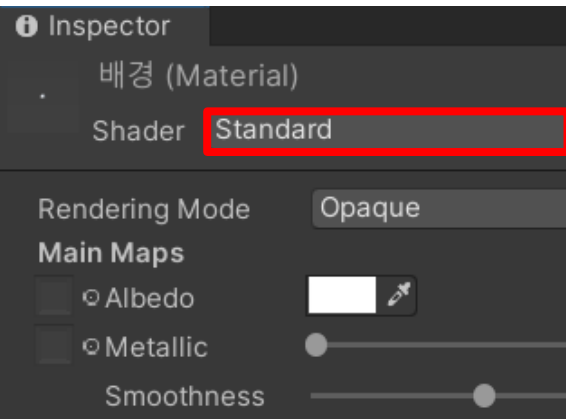 Inspector
배경 (Material)
Shader Standard
Rendering Mode Opaque
Main Maps
Albedo
Metallic
Smoothness